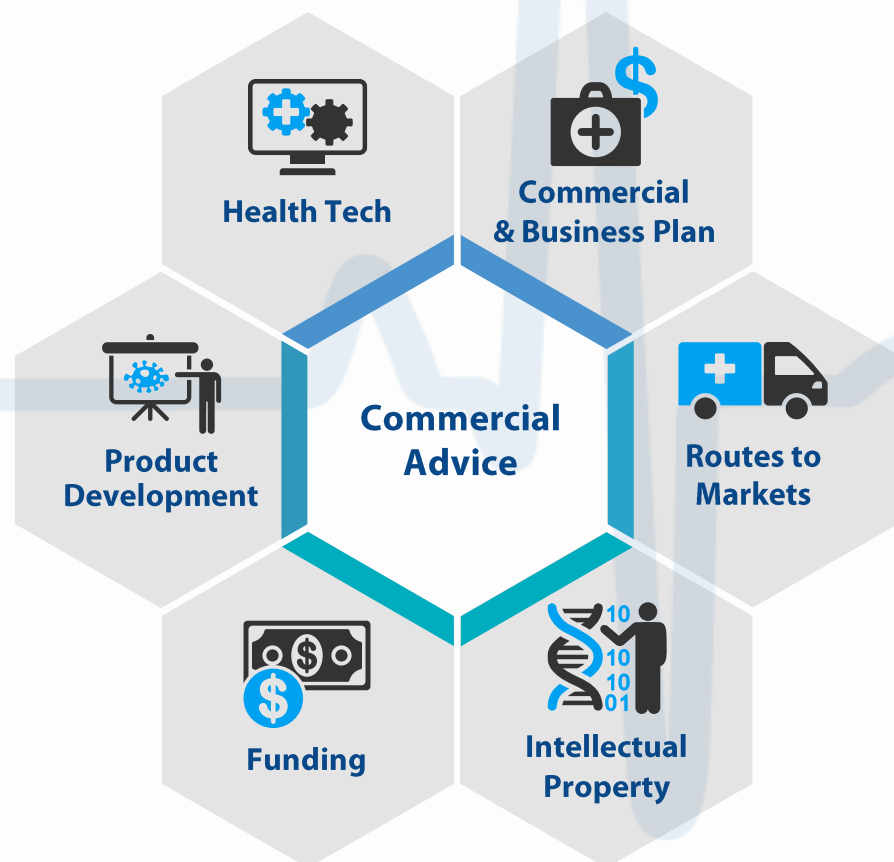 Health Tech
Commercial
& Business Plan
$
Product
Development
Commercial
Advice
Routes to
Markets
$
$
Funding
10
10
10
01
Intellectual
Property